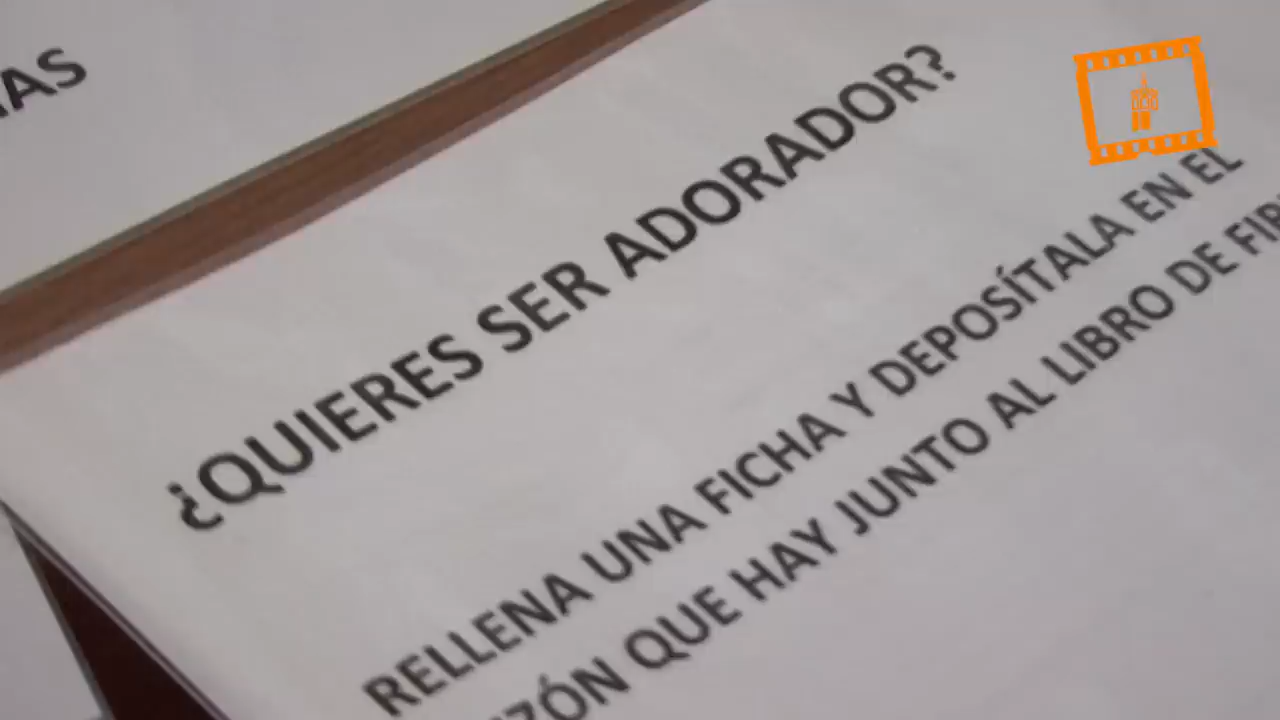 ¿QUIERES SER ADORADOR?
RELLENA UNA FICHA Y DEPOSÍTALA EN EL
QUE HAY JUNTO AL LIBRO DE